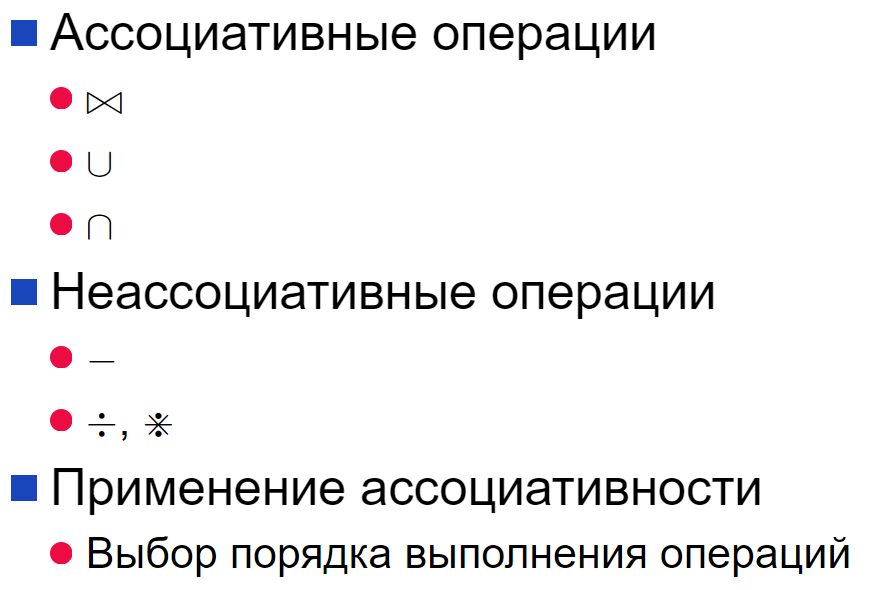 Ассоциативные операции
⋈
∪
∩
Неассоциативные операции
−
÷, ⋇
Применение ассоциативности
Выбор порядка выполнения операций